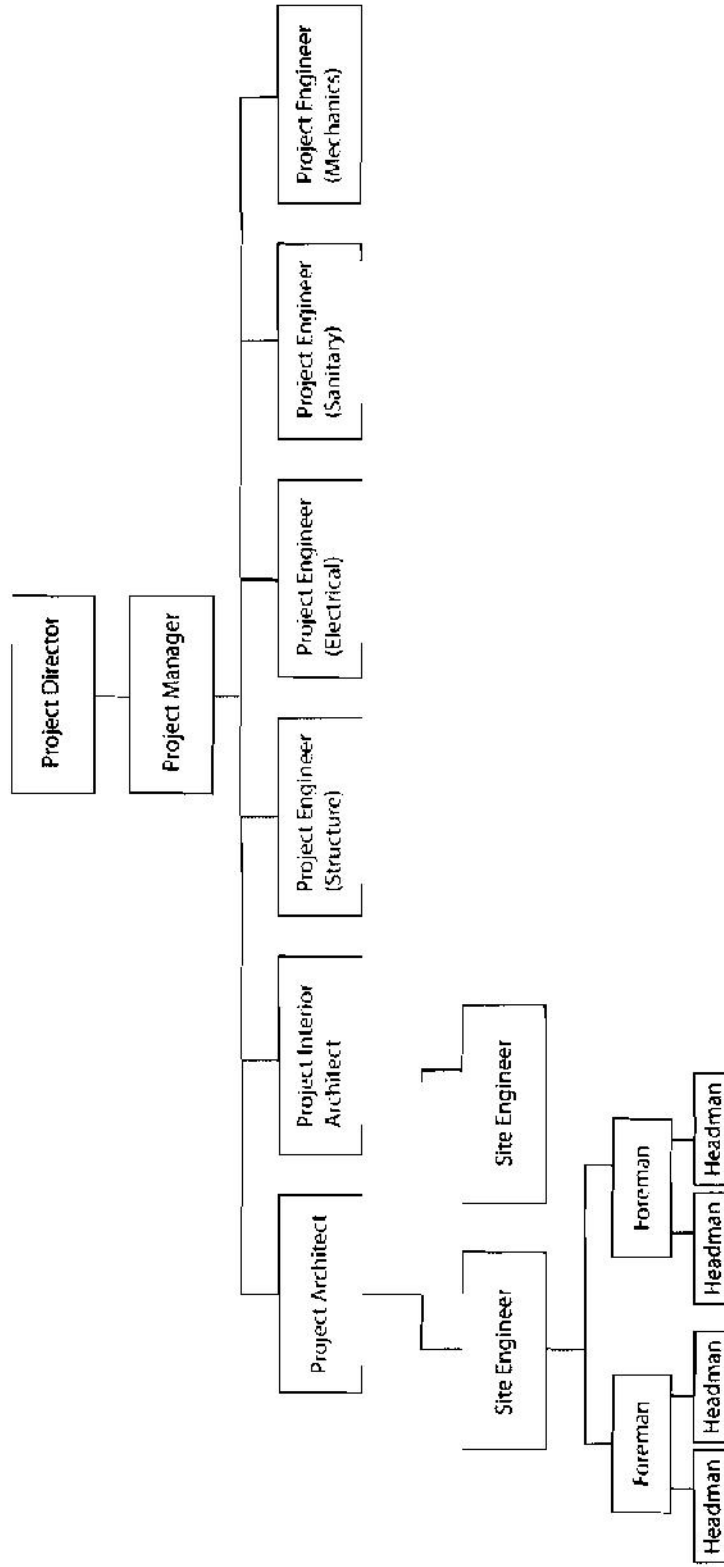 Project Director
Project Manager
Project Architect
Project Interior
Architect
Project Engineer
(Structure)
Project Engineer
(Electrical)
Project Engineer
(Sanitary)
Project Engineer
(Mechanics)
Site Engineer
Site Engineer
Foreman
Foreman
Headman
Headman
Headman
Headman